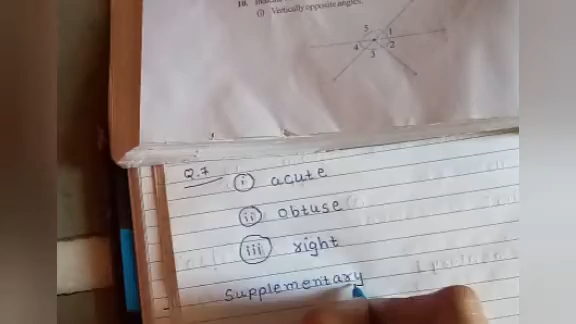 10.
(i) Vertically opposite angles.
5 1
4 2
3
Q.7 (i) acute
(ii) obtuse
(iii) right
Supplementary